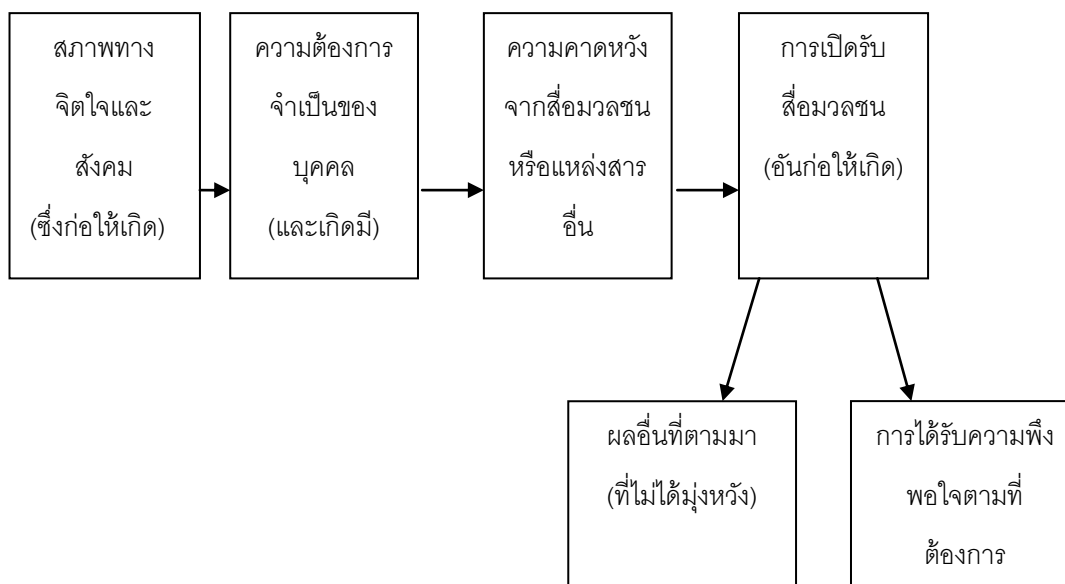 สภาพทาง
จิตใจและ
สังคม
(ซึ่งก่อให้เกิด)
ความต้องการ
จำเป็นของ
บุคคล
(และเกิดมี)
ความคาดหวัง
จากสื่อมวลชน
หรือแหล่งสาร
อื่น
การเปิดรับ
สื่อมวลชน
(อันก่อให้เกิด)
ผลอื่นที่ตามมา
(ที่ไม่ได้มุ่งหวัง)
การได้รับความพึง
พอใจตามที่
ต้องการ